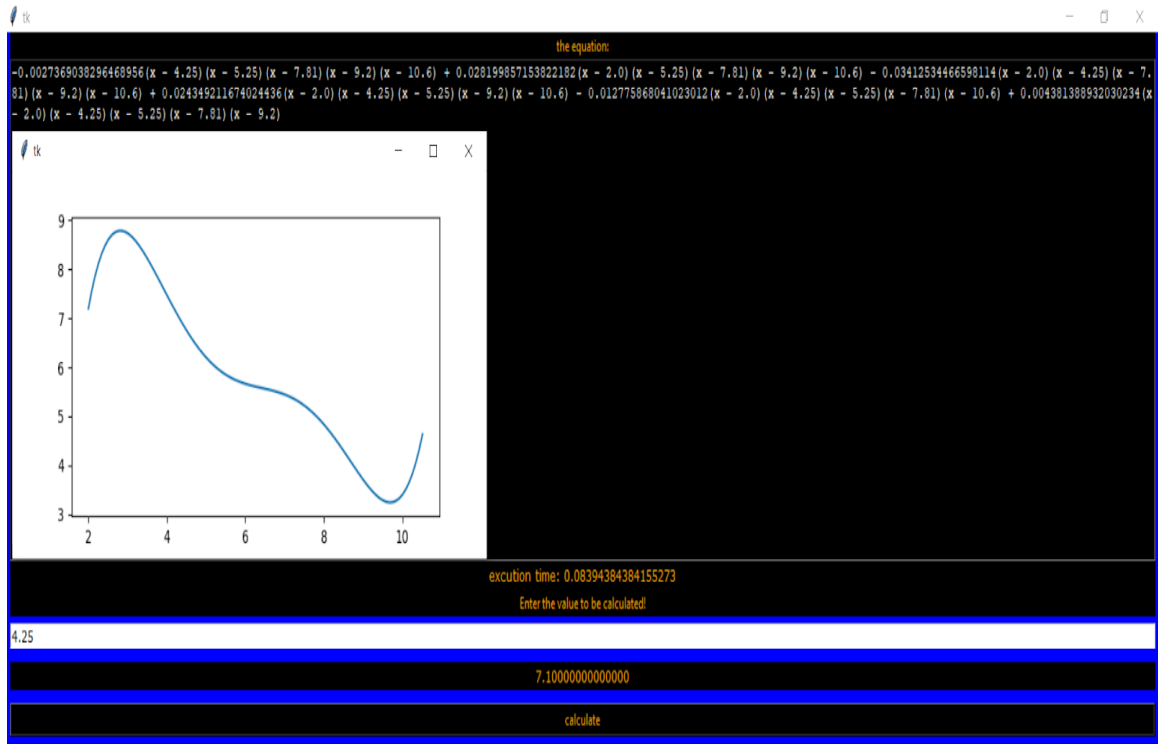 tk
the equation:
-0.0027369038296468956(x - 4.25)(x - 5.25)(x - 7.81)(x - 9.2)(x - 10.6) + 0.028199857153822182(x - 2.0)(x - 5.25)(x - 7.81)(x - 9.2)(x - 10.6) - 0.03412534466598114(x - 2.0)(x - 4.25)(x - 7.
81)(x - 9.2)(x - 10.6) + 0.024349211674024436(x - 2.0)(x - 4.25)(x - 5.25)(x - 9.2)(x - 10.6) - 0.012775868041023012(x - 2.0)(x - 4.25)(x - 5.25)(x - 7.81)(x - 10.6) + 0.004381388932030234(x
- 2.0)(x - 4.25)(x - 5.25)(x - 7.81)(x - 9.2)
tk
9
8
7
6
5
4
3
2 4 6 8 10
excution time: 0.08394384384155273
Enter the value to be calculated!
4.25
7.10000000000000
calculate